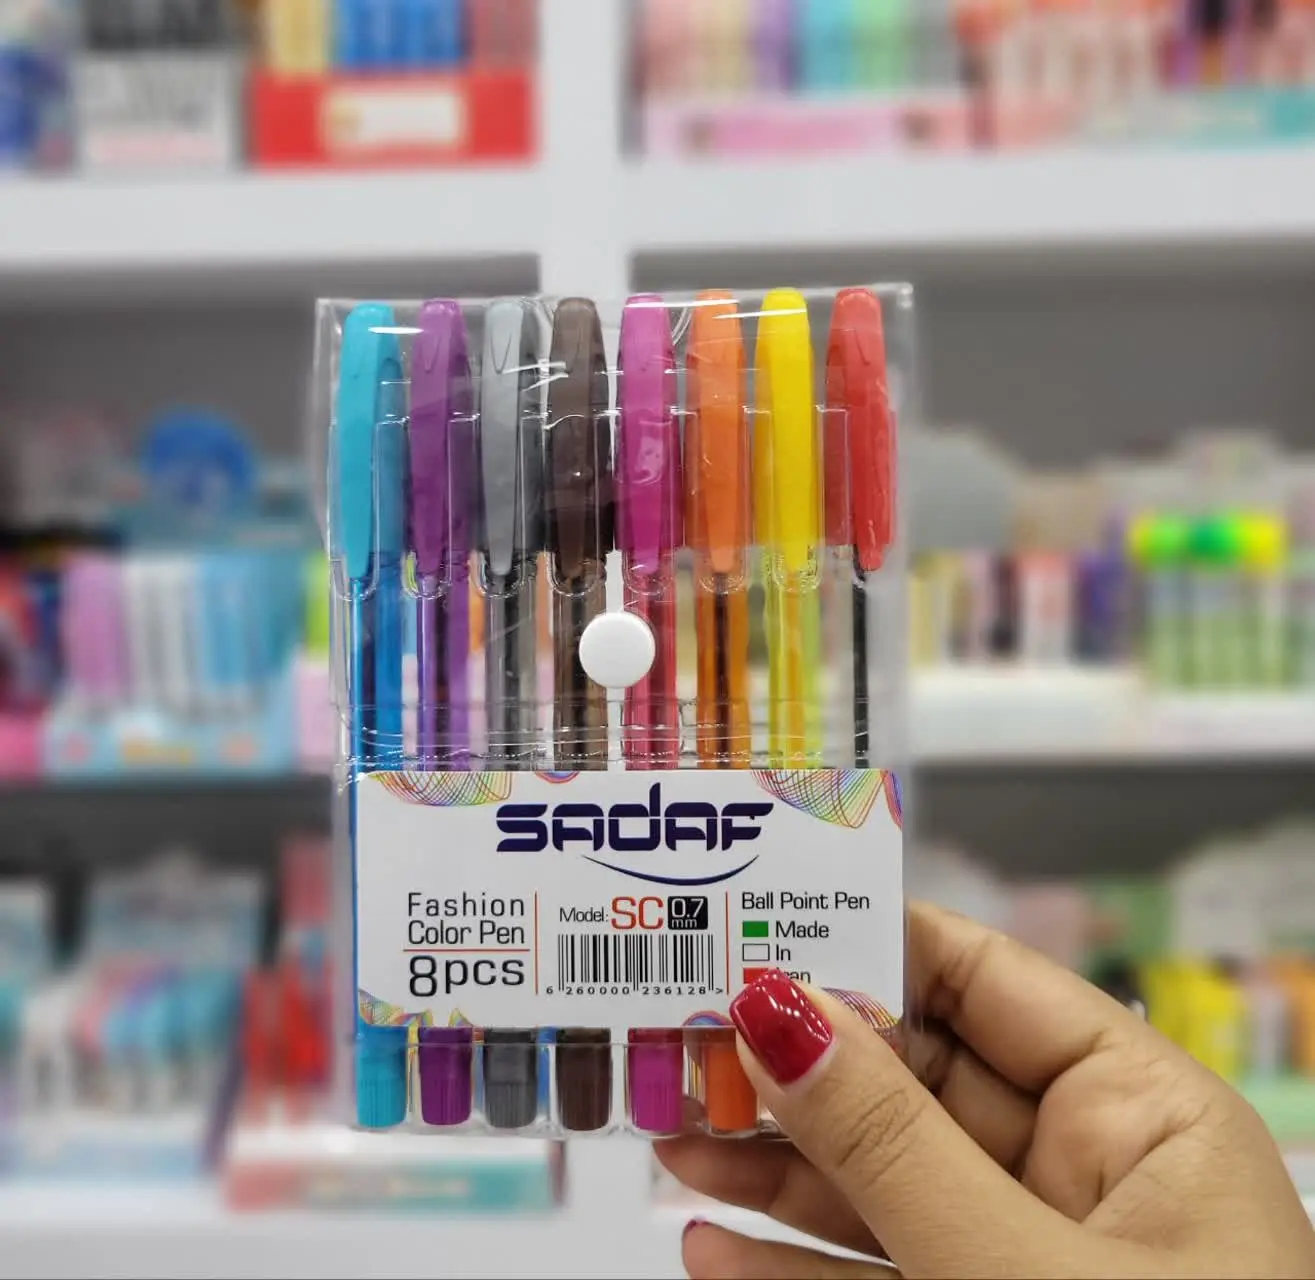 SADAF
Fashion
Color Pen
8pcs
Model: SC 0.7 mm
6 260000 236128 >
Ball Point Pen
Made
In